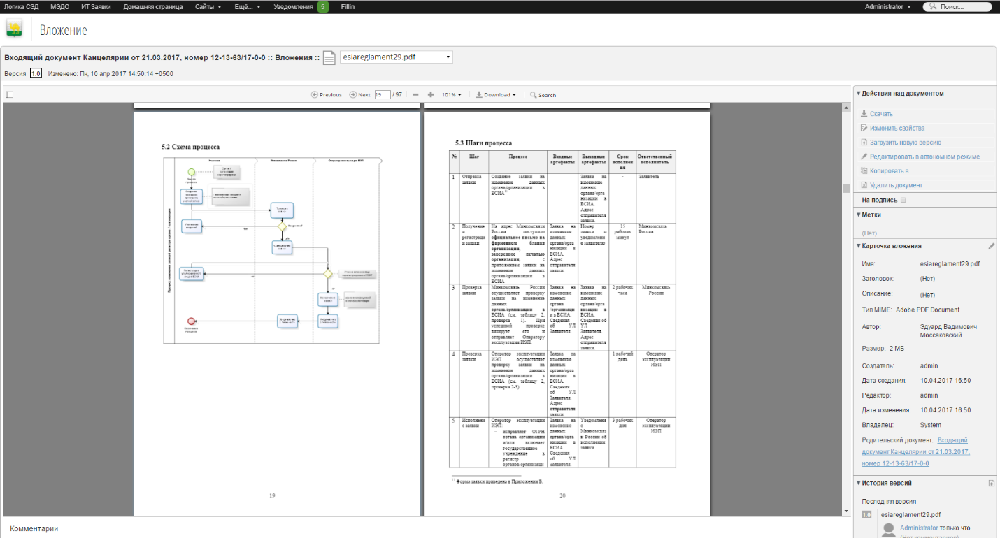 Логика СЭД МЭДО ИТ Заявки Домашняя страница Сайты Ещё... Уведомления 5 Fillin Administrator Поиск...
Вложение
Входящий документ Канцелярии от 21.03.2017, номер 12-13-63/17-0-0 :: Вложения :: esiareglament29.pdf
Версия 1.0 Изменено: Пн, 10 апр 2017 14:50:14 +0500
Previous Next 19 / 97 101% Download Search
5.2 Схема процесса
19
5.3 Шаги процесса
№ Шаг Процесс Входные артефакты Выходные артефакты Срок исполнения Ответственный исполнитель
1 Отправка заявки
Создание заявки на изменение данных органа/организации в ЕСИА
Заявка на изменение данных органа/организации в ЕСИА. Адрес отправителя заявки.
-
Заявитель
2 Получение и регистрация заявки
На адрес Минкомсвязи России поступило официальное письмо на фирменном бланке организации, заверенное печатью организации, с приложением заявки на изменение данных органа/организации в ЕСИА
Заявка на изменение данных органа/организации в ЕСИА. Адрес отправителя заявки.
Номер заявки и уведомление заявителю
15 рабочих минут
Минкомсвязь России
3 Проверка заявки
Минкомсвязь России осуществляет проверку заявки на изменение данных органа/организации в ЕСИА (см. таблицу 2, проверка 1). При успешной проверке визирует его и отправляет Оператору эксплуатации ИЭП.
Заявка на изменение данных органа/организации в ЕСИА. Сведения об УЛ Заявителя.
Заявка на изменение данных органа/организации в ЕСИА. Сведения об УЛ Заявителя. Адрес отправителя заявки.
2 рабочих часа
Минкомсвязь России
4 Проверка заявки
Оператор эксплуатации ИЭП осуществляет проверку заявки на изменение данных органа/организации в ЕСИА (см. таблицу 2, проверка 2-3).
Заявка на изменение данных органа/организации в ЕСИА. Сведения об УЛ Заявителя. Адрес отправителя заявки.
–
1 рабочий день
Оператор эксплуатации ИЭП
5 Исполнение заявки
Оператор эксплуатации ИЭП:
– исправляет ОГРН органа организации и/или включает государственное учреждение в регистр органов/организаци
Заявка на изменение данных органа/организации в ЕСИА. Сведения об УЛ Заявителя.
Уведомление Минкомсвязи России об исполнении заявки.
3 рабочих дня
Оператор эксплуатации ИЭП
Форма заявки приведена в Приложении В.
20
Действия над документом
Скачать
Изменить свойства
Загрузить новую версию
Редактировать в автономном режиме
Копировать в...
Удалить документ
На подпись
Метки
(Нет)
Карточка вложения
Имя: esiareglament29.pdf
Заголовок: (Нет)
Описание: (Нет)
Тип MIME: Adobe PDF Document
Автор: Эдуард Вадимович
Моссаковский
Размер: 2 МБ
Создатель: admin
Дата создания: 10.04.2017 16:50
Редактор: admin
Дата изменения: 10.04.2017 16:50
Владелец: System
Родительский документ: Входящий
документ Канцелярии от 21.03.2017,
номер 12-13-63/17-0-0
История версий
Последняя версия
1.0 esiareglament29.pdf
Administrator только что
(Нет комментариев)
Комментарии